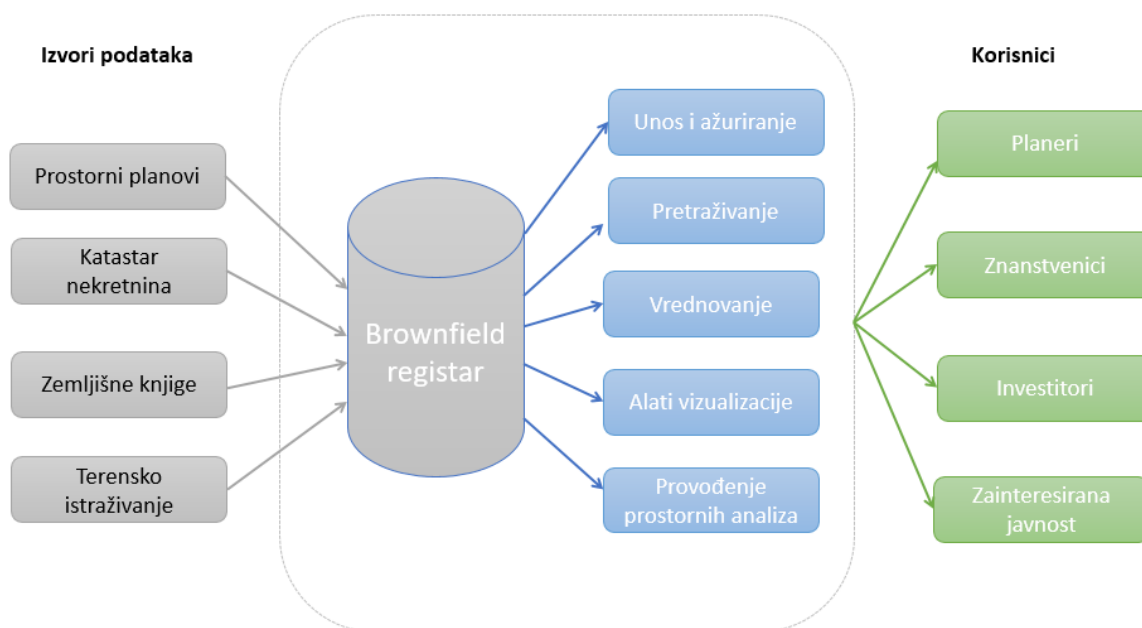 Izvori podataka
Prostorni planovi
Katastar
nekretnina
Zemljišne knjige
Terensko
istraživanje
Brownfield
registar
Unos i ažuriranje
Pretraživanje
Vrednovanje
Alati vizualizacije
Provođenje
prostornih analiza
Korisnici
Planeri
Znanstvenici
Investitori
Zainteresirana
javnost